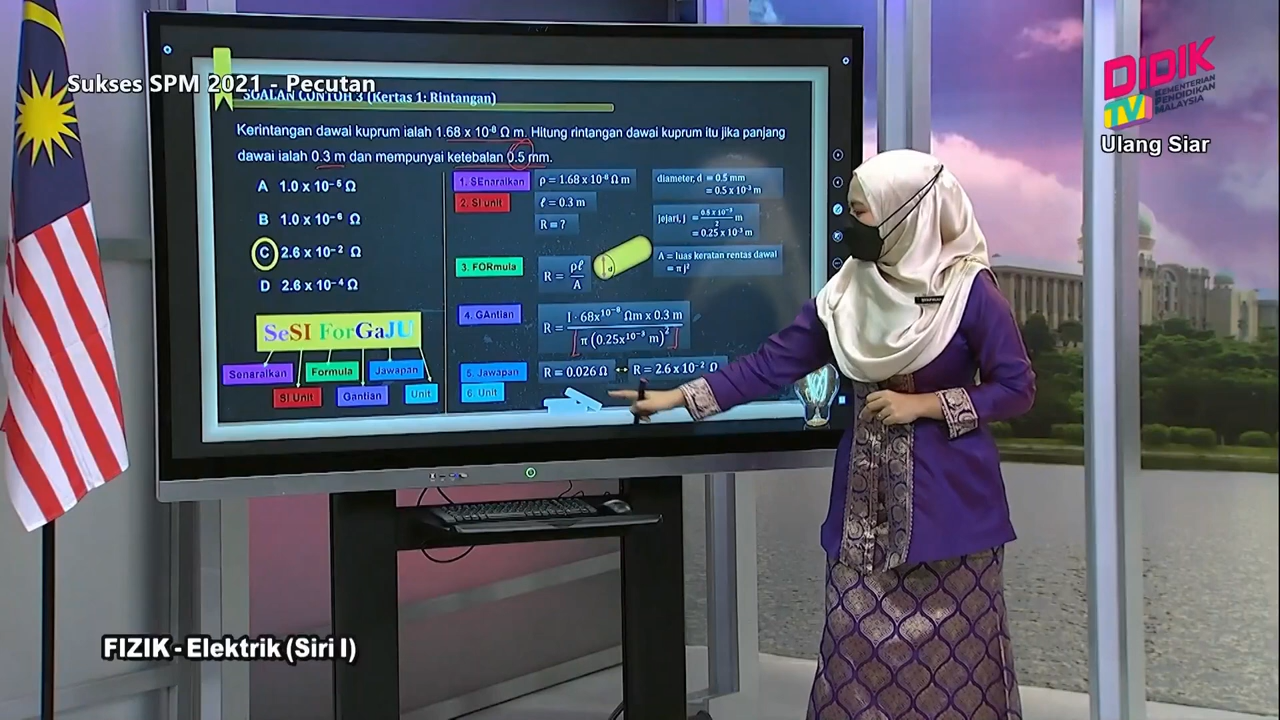 Sukses SPM 2021 - Pecutan
DIDIK
TV
KEMENTERIAN
PENDIDIKAN
MALAYSIA
Ulang Siar
SOALAN CONTOH 3 (Kertas 1: Rintangan)
Kerintangan dawai kuprum ialah 1.68 x 10⁻⁸ Ω m. Hitung rintangan dawai kuprum itu jika panjang
dawai ialah 0.3 m dan mempunyai ketebalan 0.5 mm.
A 1.0 x 10⁻⁵ Ω
B 1.0 x 10⁻⁶ Ω
C 2.6 x 10⁻² Ω
D 2.6 x 10⁻⁴ Ω
SeSI ForGaJU
Senaraikan
Formula
Jawapan
SI Unit
Gantian
Unit
1. SEnaraikan
2. SI unit
ρ = 1.68 x 10⁻⁸ Ω m
ℓ = 0.3 m
R = ?
diameter, d = 0.5 mm
= 0.5 x 10⁻³ m
jejari, j = 0.5 x 10⁻³/2 m
= 0.25 x 10⁻³ m
3. FORmula
R = ρℓ/A
d
A = luas keratan rentas dawai
= π j²
4. GAntian
R = 1·68x10⁻⁸ Ωm x 0.3 m / π (0.25x10⁻³ m)²
5. Jawapan
R = 0.026 Ω ↔ R = 2.6 x 10⁻² Ω
6. Unit
FIZIK - Elektrik (Siri I)